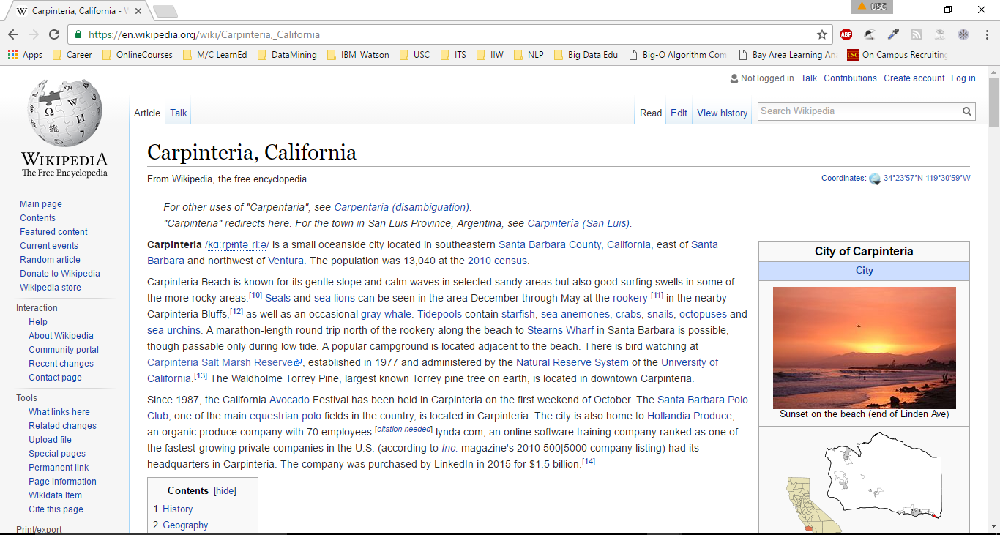 Carpinteria, California - W
USC
https://en.wikipedia.org/wiki/Carpinteria,_California
ABP
Apps Career OnlineCourses M/C LearnEd DataMining IBM_Watson USC ITS IIW NLP Big Data Edu Big-O Algorithm Com Bay Area Learning An USC On Campus Recruiting
Not logged in Talk Contributions Create account Log in
Article Talk Read Edit View history Search Wikipedia
WIKIPEDIA
The Free Encyclopedia
Main page
Contents
Featured content
Current events
Random article
Donate to Wikipedia
Wikipedia store
Interaction
Help
About Wikipedia
Community portal
Recent changes
Contact page
Tools
What links here
Related changes
Upload file
Special pages
Permanent link
Page information
Wikidata item
Cite this page
Print/export
Carpinteria, California
From Wikipedia, the free encyclopedia
Coordinates: 34°23′57″N 119°30′59″W
For other uses of "Carpentaria", see Carpentaria (disambiguation).
"Carpinteria" redirects here. For the town in San Luis Province, Argentina, see Carpintería (San Luis).
Carpinteria /kɑːrpɪntəˈriːə/ is a small oceanside city located in southeastern Santa Barbara County, California, east of Santa
Barbara and northwest of Ventura. The population was 13,040 at the 2010 census.
Carpinteria Beach is known for its gentle slope and calm waves in selected sandy areas but also good surfing swells in some of
the more rocky areas.[10] Seals and sea lions can be seen in the area December through May at the rookery [11] in the nearby
Carpinteria Bluffs,[12] as well as an occasional gray whale. Tidepools contain starfish, sea anemones, crabs, snails, octopuses and
sea urchins. A marathon-length round trip north of the rookery along the beach to Stearns Wharf in Santa Barbara is possible,
though passable only during low tide. A popular campground is located adjacent to the beach. There is bird watching at
Carpinteria Salt Marsh Reserve, established in 1977 and administered by the Natural Reserve System of the University of
California.[13] The Waldholme Torrey Pine, largest known Torrey pine tree on earth, is located in downtown Carpinteria.
Since 1987, the California Avocado Festival has been held in Carpinteria on the first weekend of October. The Santa Barbara Polo
Club, one of the main equestrian polo fields in the country, is located in Carpinteria. The city is also home to Hollandia Produce,
an organic produce company with 70 employees.[citation needed] lynda.com, an online software training company ranked as one of
the fastest-growing private companies in the U.S. (according to Inc. magazine's 2010 500|5000 company listing) had its
headquarters in Carpinteria. The company was purchased by LinkedIn in 2015 for $1.5 billion.[14]
Contents [hide]
1 History
2 Geography
City of Carpinteria
City
Sunset on the beach (end of Linden Ave)